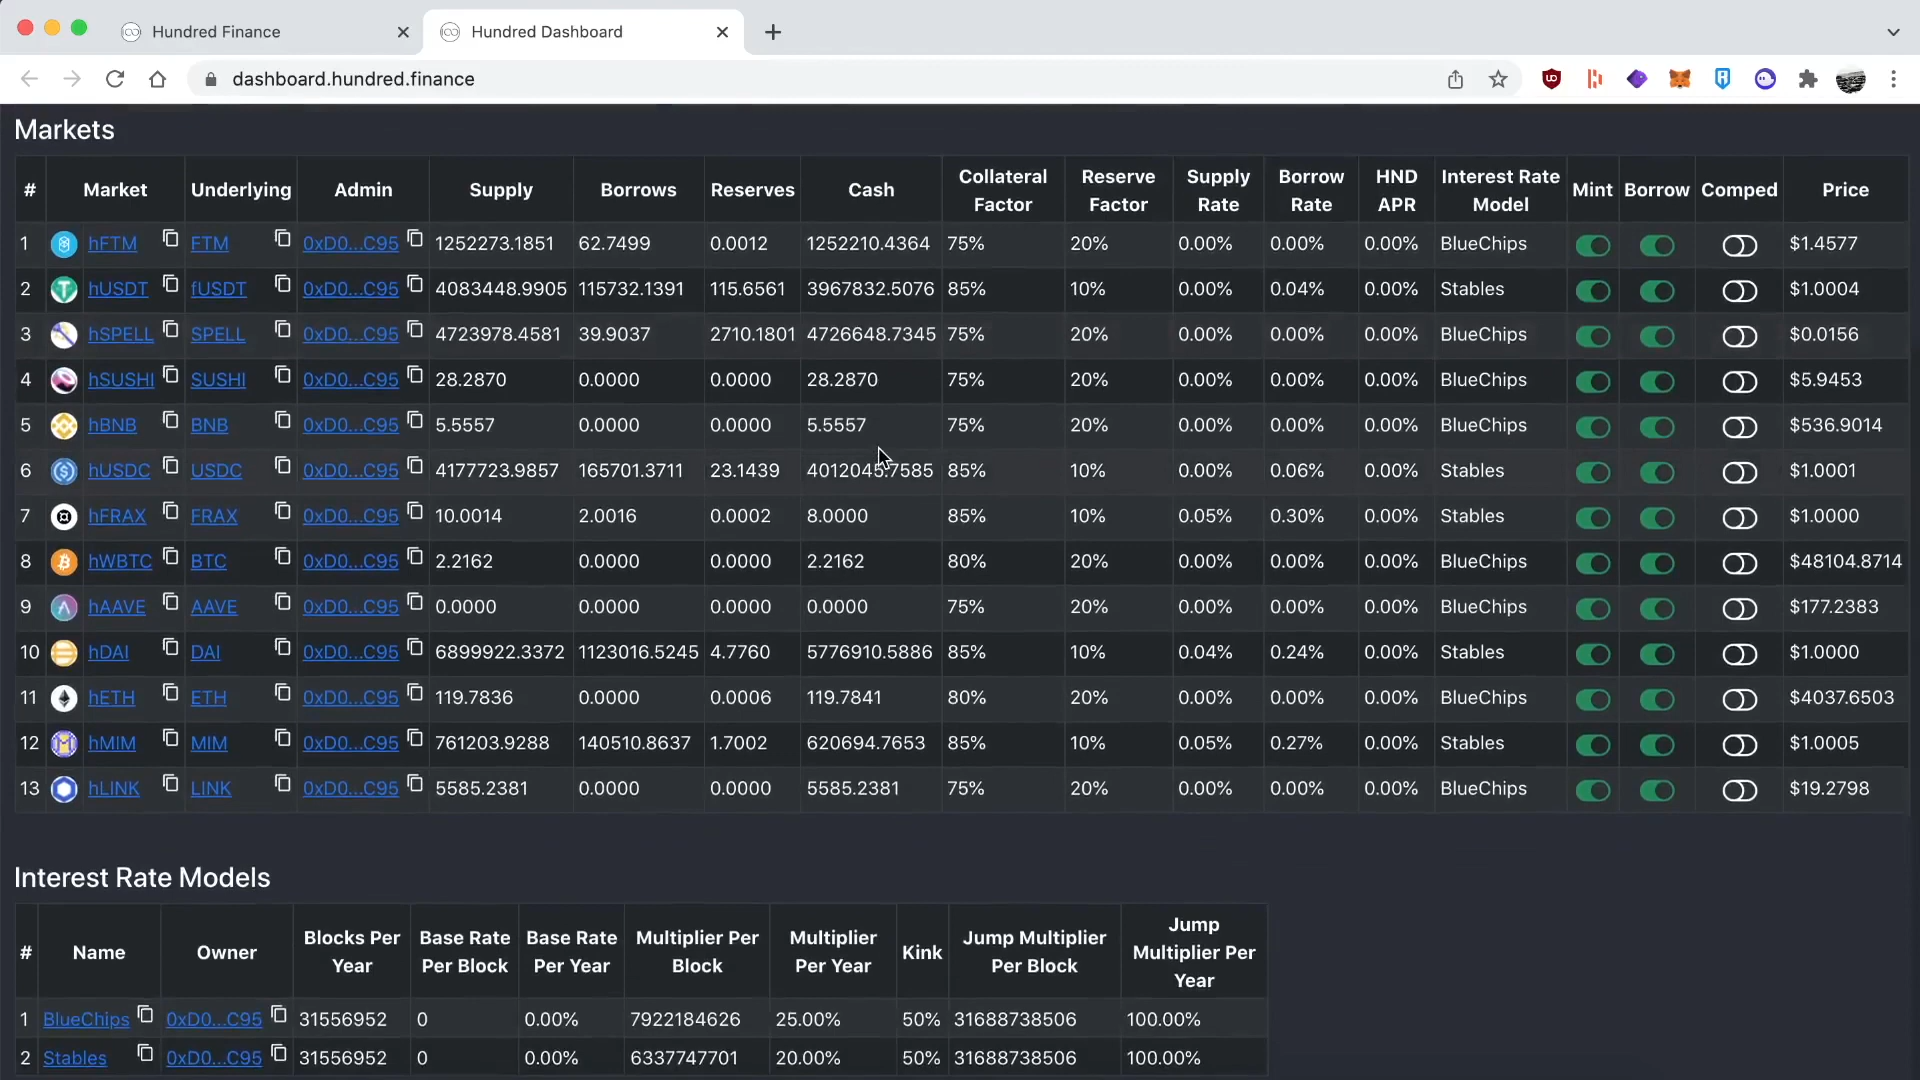 Hundred Finance
Hundred Dashboard
dashboard.hundred.finance
Markets
# Market Underlying Admin Supply Borrows Reserves Cash Collateral Factor Reserve Factor Supply Rate Borrow Rate HND APR Interest Rate Model Mint Borrow Comped Price
1 hFTM FTM 0xD0...C95 1252273.1851 62.7499 0.0012 1252210.4364 75% 20% 0.00% 0.00% 0.00% BlueChips $1.4577
2 hUSDT fUSDT 0xD0...C95 4083448.9905 115732.1391 115.6561 3967832.5076 85% 10% 0.00% 0.04% 0.00% Stables $1.0004
3 hSPELL SPELL 0xD0...C95 4723978.4581 39.9037 2710.1801 4726648.7345 75% 20% 0.00% 0.00% 0.00% BlueChips $0.0156
4 hSUSHI SUSHI 0xD0...C95 28.2870 0.0000 0.0000 28.2870 75% 20% 0.00% 0.00% 0.00% BlueChips $5.9453
5 hBNB BNB 0xD0...C95 5.5557 0.0000 0.0000 5.5557 75% 20% 0.00% 0.00% 0.00% BlueChips $536.9014
6 hUSDC USDC 0xD0...C95 4177723.9857 165701.3711 23.1439 4012045.7585 85% 10% 0.00% 0.06% 0.00% Stables $1.0001
7 hFRAX FRAX 0xD0...C95 10.0014 2.0016 0.0002 8.0000 85% 10% 0.05% 0.30% 0.00% Stables $1.0000
8 hWBTC BTC 0xD0...C95 2.2162 0.0000 0.0000 2.2162 80% 20% 0.00% 0.00% 0.00% BlueChips $48104.8714
9 hAAVE AAVE 0xD0...C95 0.0000 0.0000 0.0000 0.0000 75% 20% 0.00% 0.00% 0.00% BlueChips $177.2383
10 hDAI DAI 0xD0...C95 6899922.3372 1123016.5245 4.7760 5776910.5886 85% 10% 0.04% 0.24% 0.00% Stables $1.0000
11 hETH ETH 0xD0...C95 119.7836 0.0000 0.0006 119.7841 80% 20% 0.00% 0.00% 0.00% BlueChips $4037.6503
12 hMIM MIM 0xD0...C95 761203.9288 140510.8637 1.7002 620694.7653 85% 10% 0.05% 0.27% 0.00% Stables $1.0005
13 hLINK LINK 0xD0...C95 5585.2381 0.0000 0.0000 5585.2381 75% 20% 0.00% 0.00% 0.00% BlueChips $19.2798
Interest Rate Models
# Name Owner Blocks Per Year Base Rate Per Block Base Rate Per Year Multiplier Per Block Multiplier Per Year Kink Jump Multiplier Per Block Jump Multiplier Per Year
1 BlueChips 0xD0...C95 31556952 0 0.00% 7922184626 25.00% 50% 31688738506 100.00%
2 Stables 0xD0...C95 31556952 0 0.00% 6337747701 20.00% 50% 31688738506 100.00%